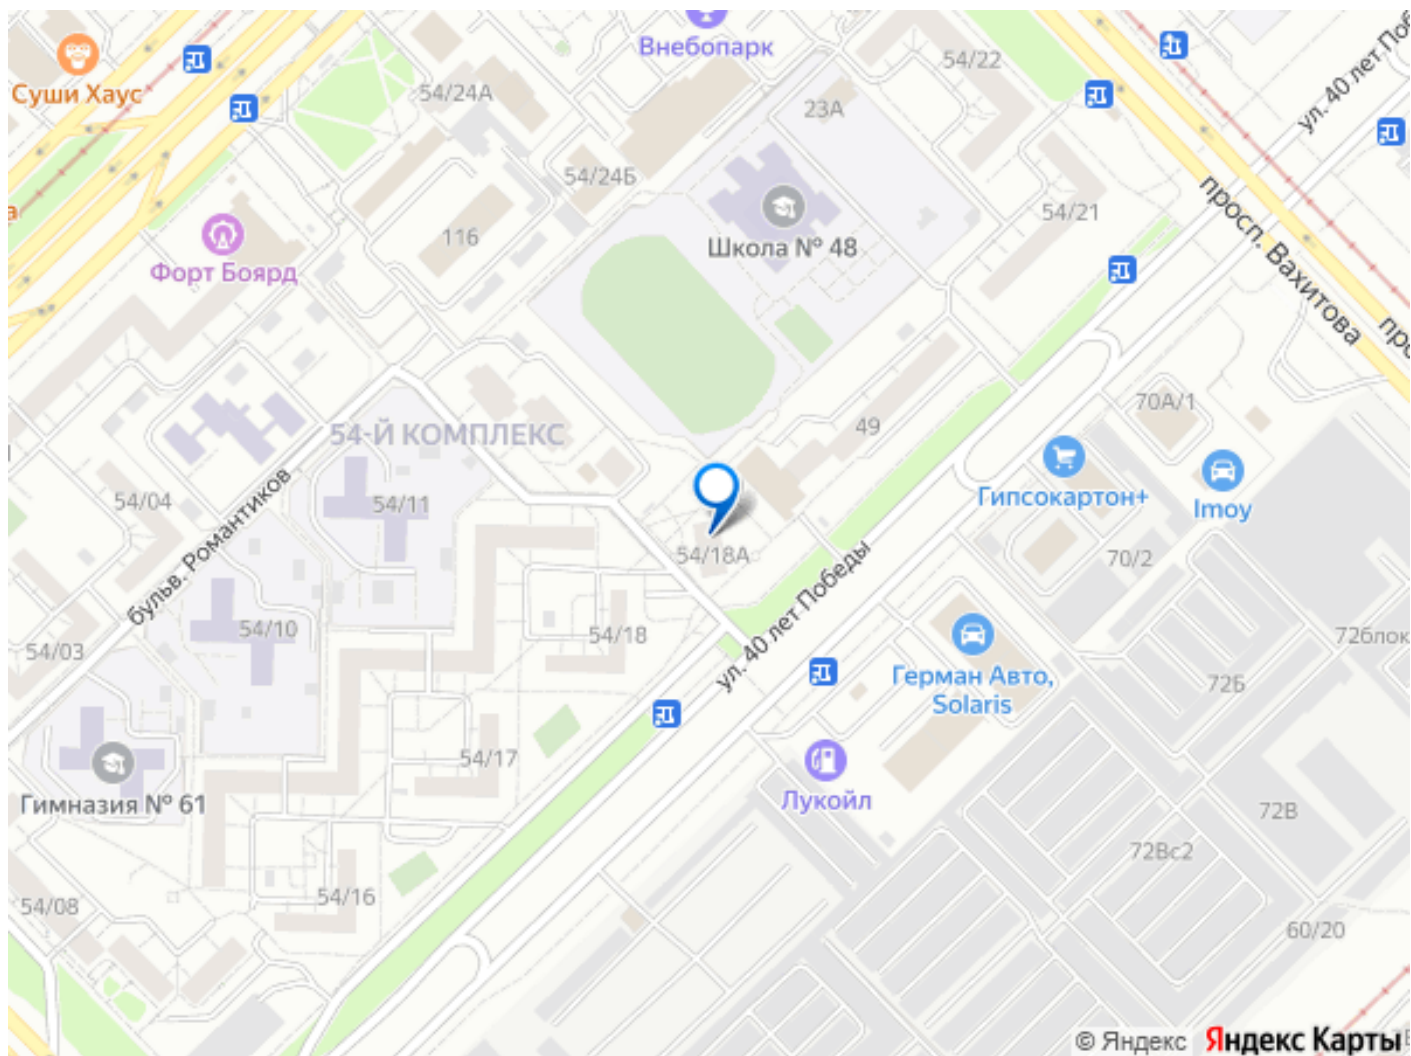 Внебопарк
Суши Хаус
54/22
54/24А
23А
ул. 40 лет Поб
54/24Б
54/21
просп. Вахитова
116
Школа № 48
Форт Боярд
про
70А/1
49
54-Й КОМПЛЕКС
54/04
54/11
Гипсокартон+
Imoy
бульв. Романтиков
54/18А
70/2
ул. 40 лет Победы
54/10
54/18
54/03
72блок
Герман Авто,
Solaris
72Б
54/17
Гимназия № 61
Лукойл
72В
72Вс2
54/16
54/08
60/20
© Яндекс
Яндекс Карты